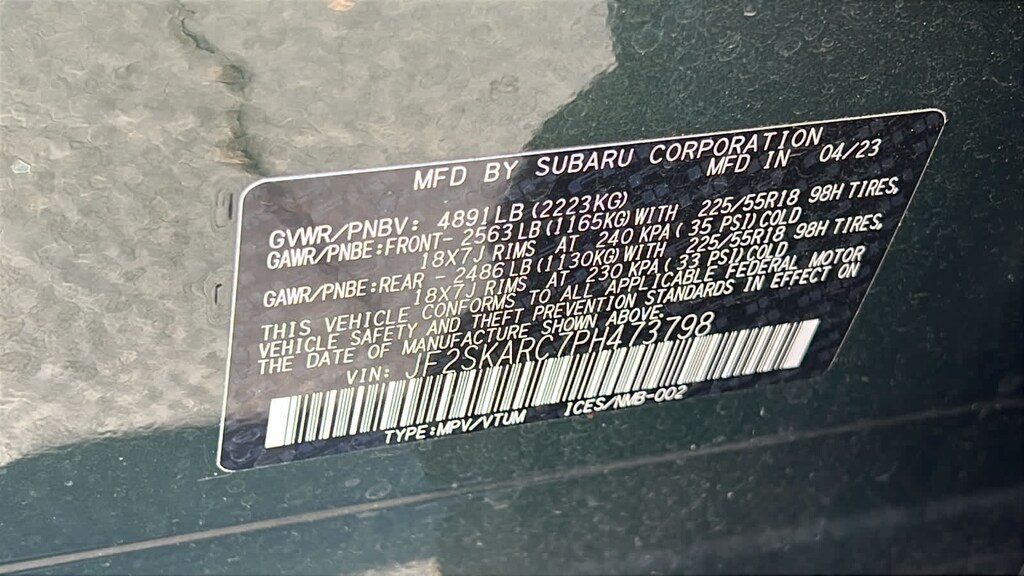 MFD BY SUBARU CORPORATION
MFD IN 04/23
GVWR/PNBV: 4891LB(2223KG)
GAWR/PNBE:FRONT- 2563LB(1165KG)WITH 225/55R18 98H TIRES,
18X7J RIMS AT 240 KPA( 35 PSI)COLD
GAWR/PNBE:REAR - 2486LB(1130KG)WITH 225/55R18 98H TIRES,
18X7J RIMS AT 230 KPA( 33 PSI)COLD.
THIS VEHICLE CONFORMS TO ALL APPLICABLE FEDERAL MOTOR
VEHICLE SAFETY AND THEFT PREVENTION STANDARDS IN EFFECT ON
THE DATE OF MANUFACTURE SHOWN ABOVE.
VIN: JF2SKARC7PH473798
TYPE:MPV/VTUM ICES/NMB-002